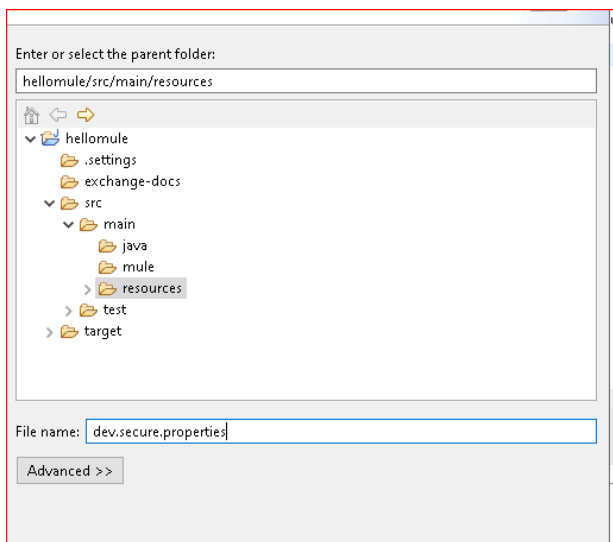 Enter or select the parent folder:
hellomule/src/main/resources
hellomule
.settings
exchange-docs
src
main
java
mule
resources
test
target
File name: dev.secure.properties
Advanced >>